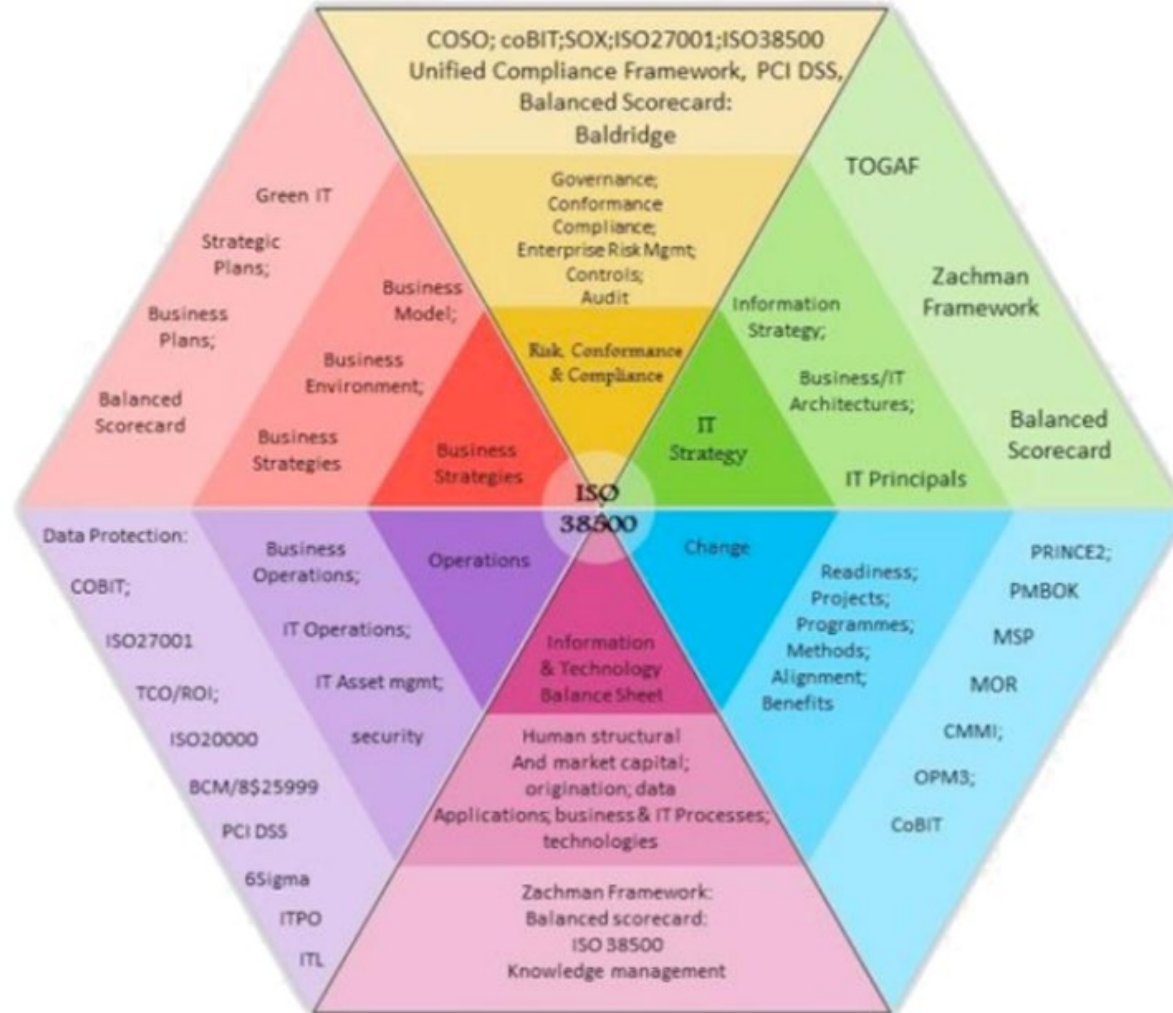 COSO; coBIT;SOX;ISO27001;ISO38500
Unified Compliance Framework, PCI DSS,
Balanced Scorecard:
Baldridge
Governance;
Conformance
Compliance;
Enterprise Risk Mgmt;
Controls;
Audit
Risk, Conformance
& Compliance
Green IT
Strategic
Plans;
Business
Plans;
Balanced
Scorecard
Business
Model;
Business
Environment;
Business
Strategies
Business
Strategies
IT
Strategy
Information
Strategy;
Business/IT
Architectures;
IT Principals
TOGAF
Zachman
Framework
Balanced
Scorecard
ISO
38500
Data Protection:
COBIT;
ISO27001
TCO/ROI;
ISO20000
BCM/8$25999
PCI DSS
6Sigma
ITPO
ITL
Business
Operations;
IT Operations;
IT Asset mgmt;
security
Operations
Information
& Technology
Balance Sheet
Human structural
And market capital;
origination; data
Applications; business & IT Processes;
technologies
Zachman Framework:
Balanced scorecard:
ISO 38500
Knowledge management
Change
Readiness;
Projects;
Programmes;
Methods;
Alignment;
Benefits
PRINCE2;
PMBOK
MSP
MOR
CMMI;
OPM3;
CoBIT